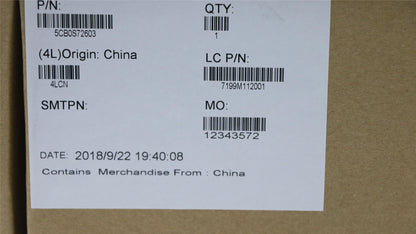 P/N:
QTY:
5CB0S72603
1
(4L)Origin: China
LC P/N:
4LCN
7199M112001
SMTPN:
MO:
12343572
DATE: 2018/9/22 19:40:08
Contains Merchandise From : China